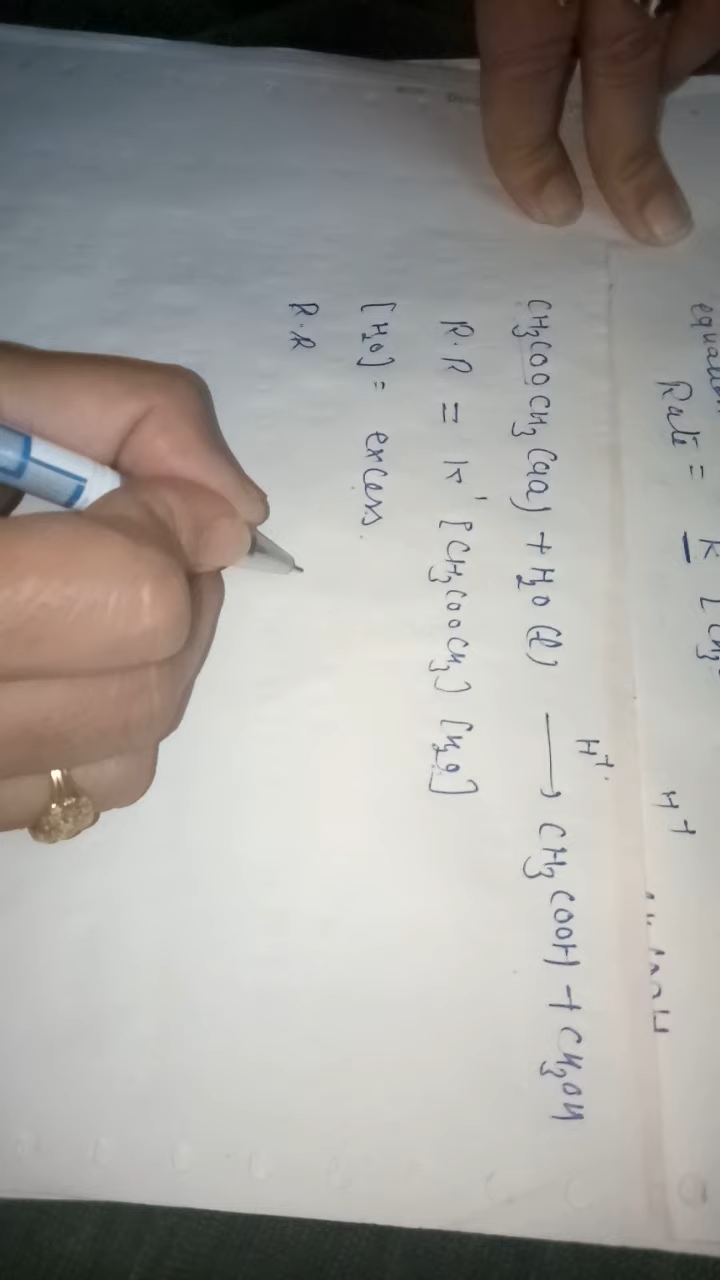 Rate = k [CH3
H+
CH3COOCH3 (aq) + H2O (l) —H+→ CH3COOH + CH3OH
R.R = k' [CH3COOCH3] [H2O]
[H2O] = excess.
R.R